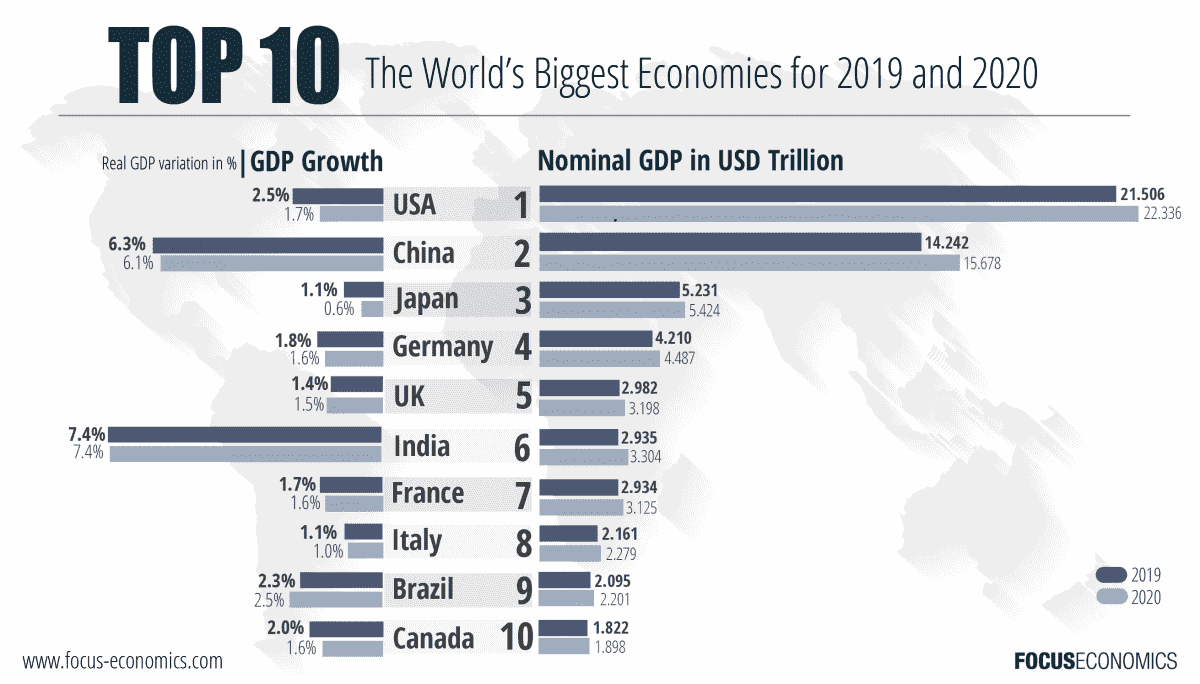 TOP 10 The World's Biggest Economies for 2019 and 2020
Real GDP variation in % | GDP Growth Nominal GDP in USD Trillion
2.5% USA 1 21.506
1.7% 22.336
6.3% China 2 14.242
6.1% 15.678
1.1% Japan 3 5.231
0.6% 5.424
1.8% Germany 4 4.210
1.6% 4.487
1.4% UK 5 2.982
1.5% 3.198
7.4% India 6 2.935
7.4% 3.304
1.7% France 7 2.934
1.6% 3.125
1.1% Italy 8 2.161
1.0% 2.279
2.3% Brazil 9 2.095
2.5% 2.201
2.0% Canada 10 1.822
1.6% 1.898
2019
2020
www.focus-economics.com FOCUSECONOMICS